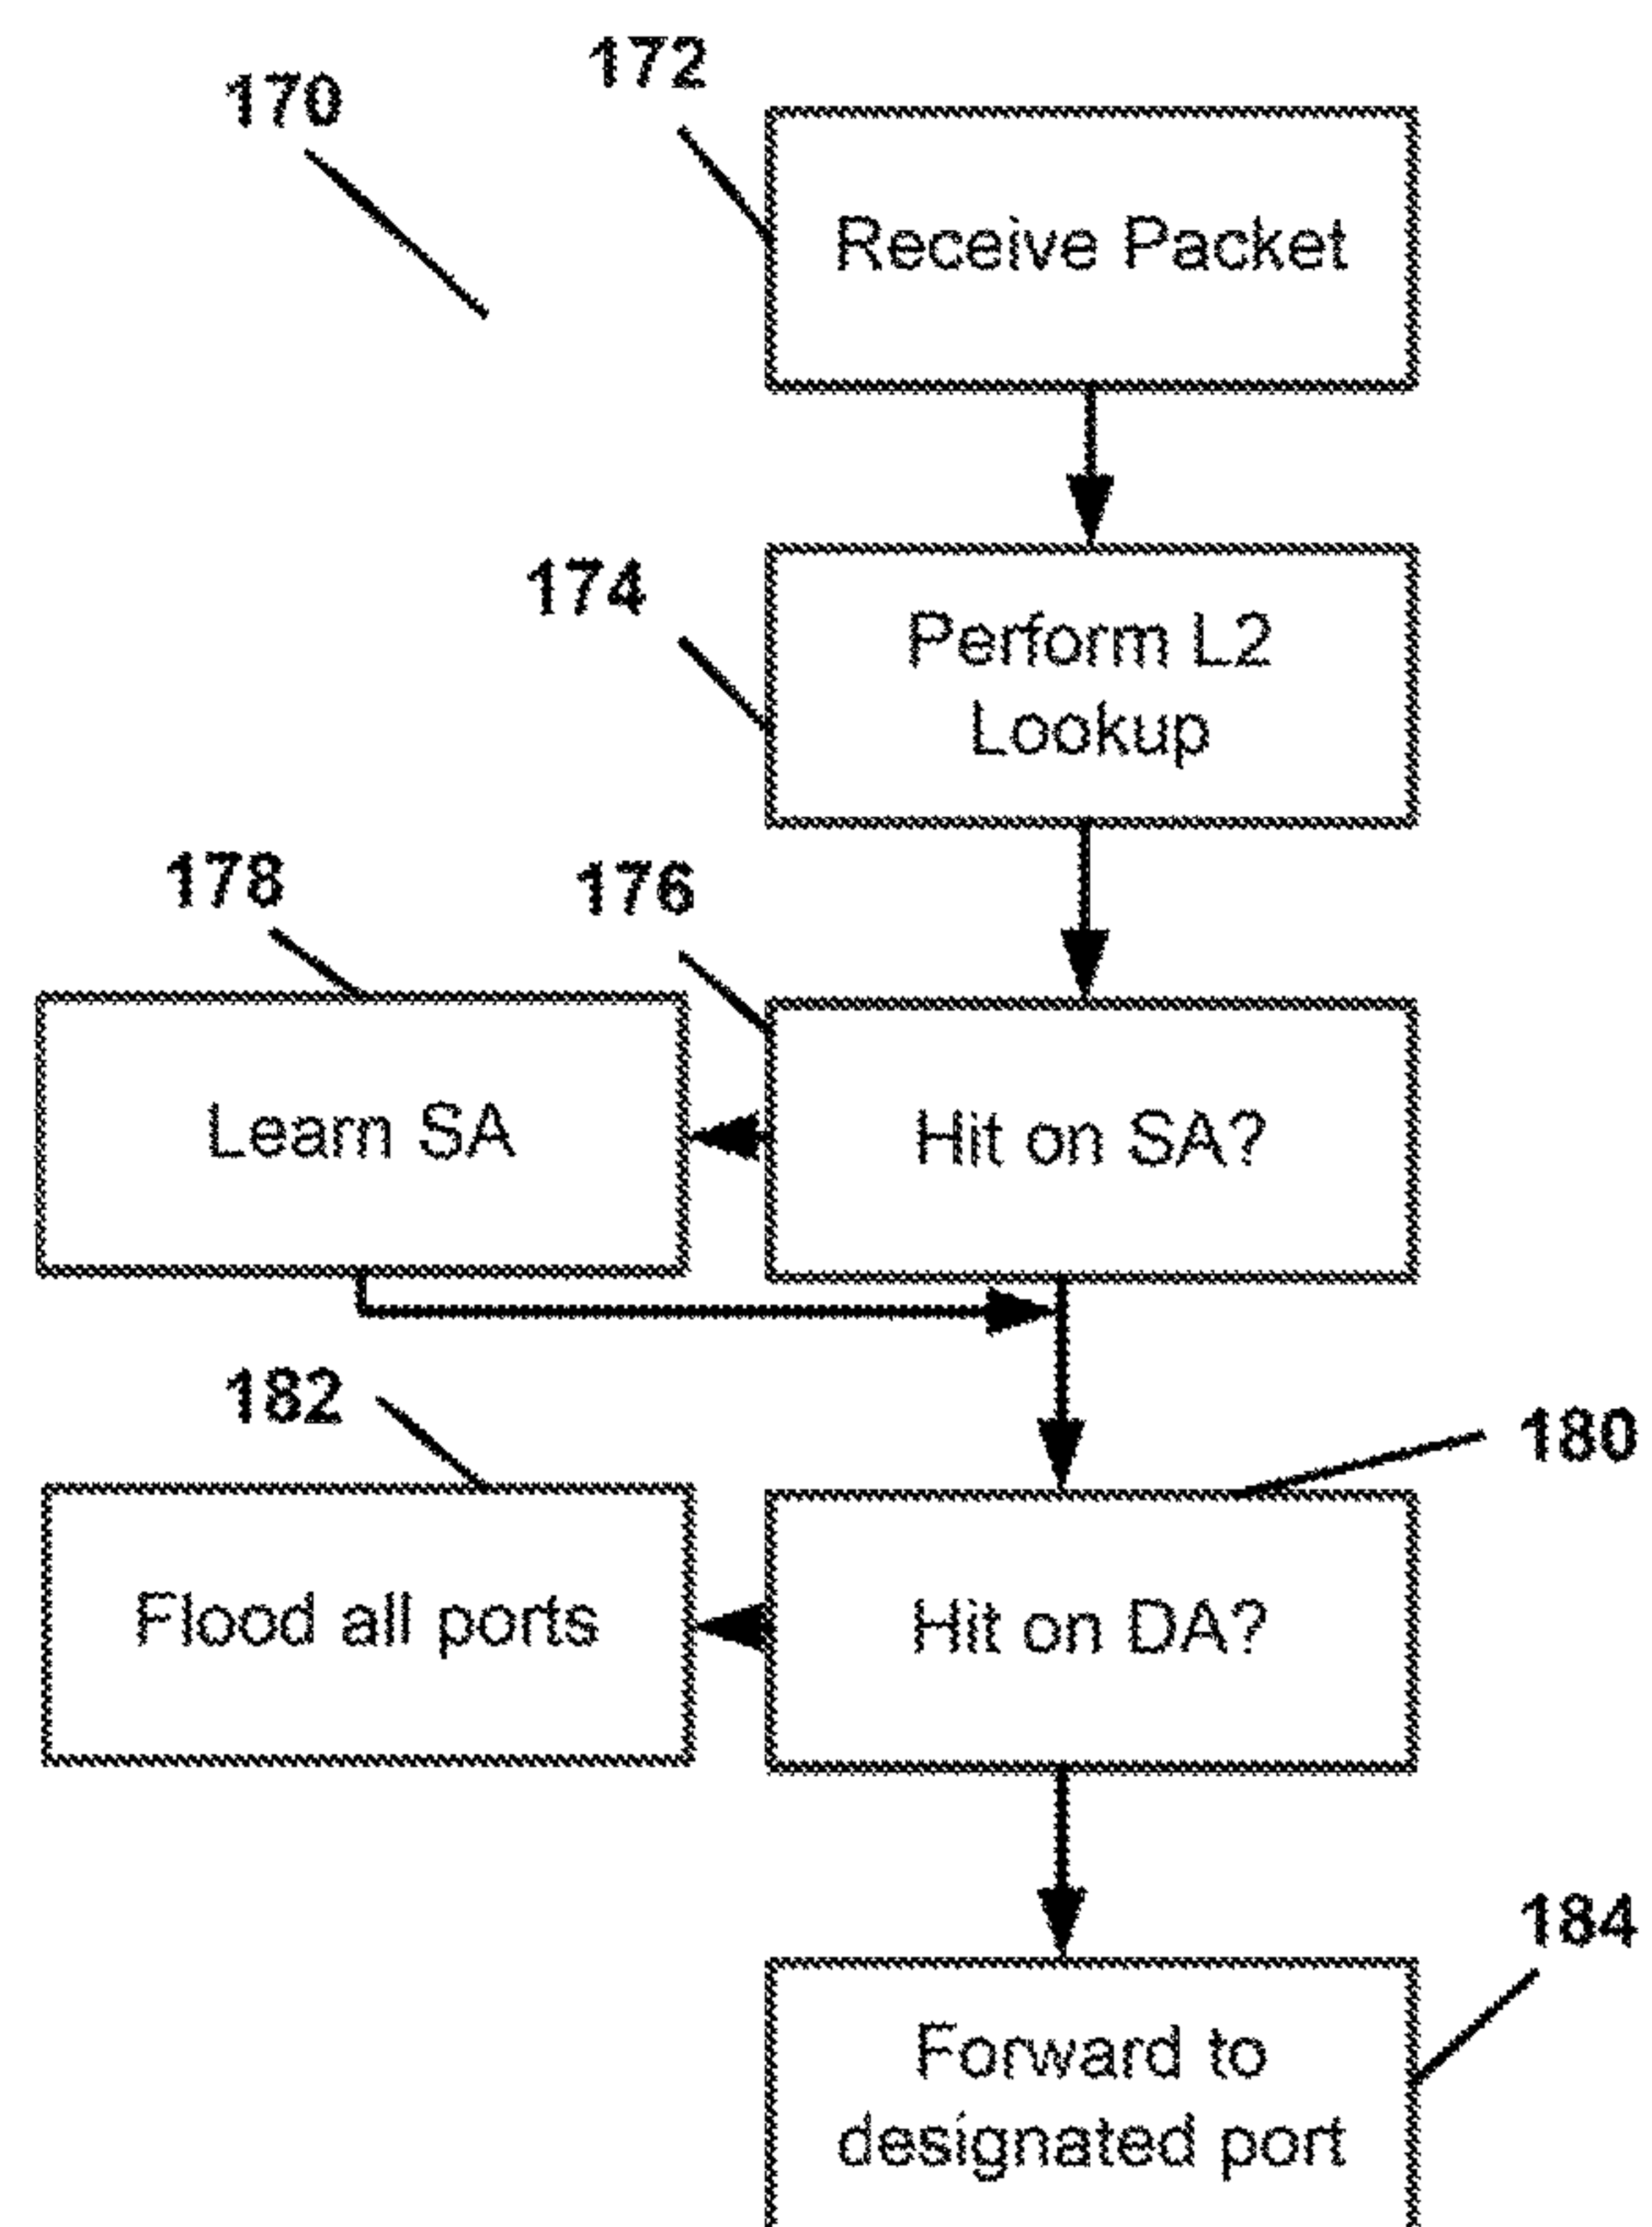 172
170
Receive Packet
174
Perform L2
Lookup
178
176
Learn SA
Hit on SA?
182
180
Flood all ports
Hit on DA?
184
Forward to
designated port